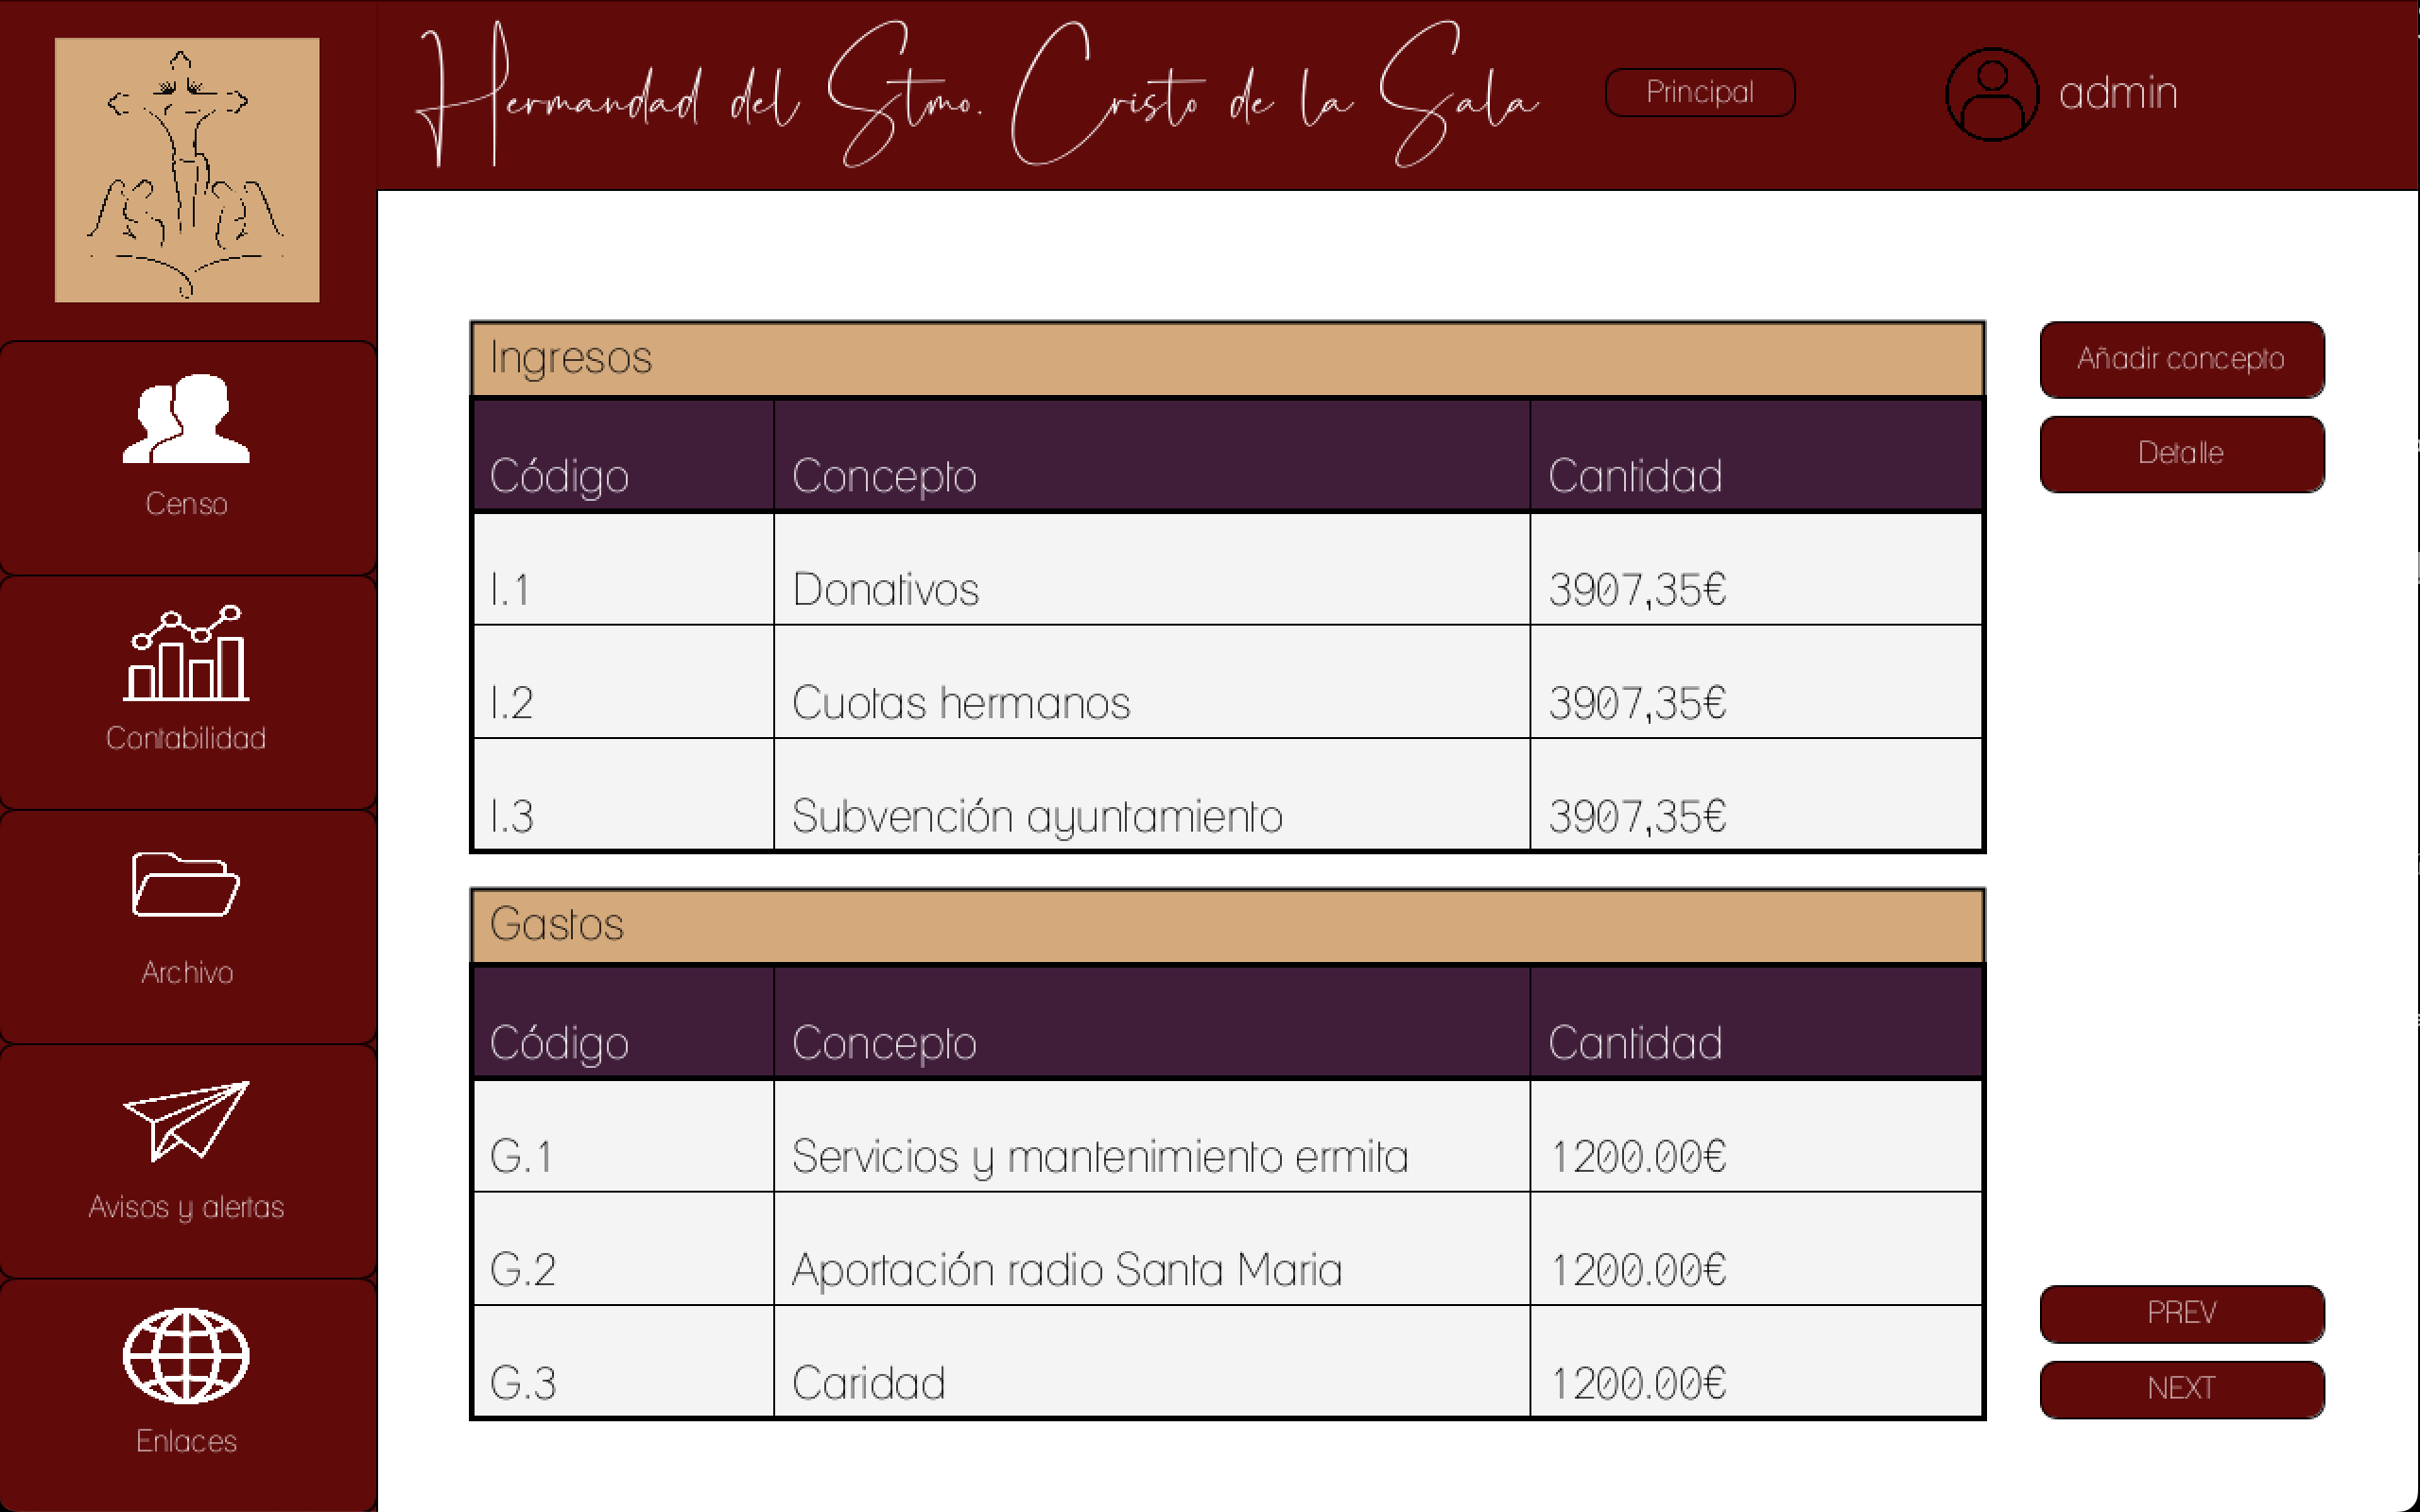 Hermandad del Stmo. Cristo de la Sala
Principal
admin
Censo
Contabilidad
Archivo
Avisos y alertas
Enlaces
Ingresos
Código Concepto Cantidad
I.1 Donativos 3907,35€
I.2 Cuotas hermanos 3907,35€
I.3 Subvención ayuntamiento 3907,35€
Gastos
Código Concepto Cantidad
G.1 Servicios y mantenimiento ermita 1200.00€
G.2 Aportación radio Santa Maria 1200.00€
G.3 Caridad 1200.00€
Añadir concepto
Detalle
PREV
NEXT